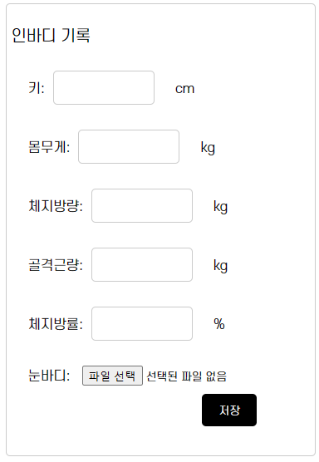 인바디 기록
키: cm
몸무게: kg
체지방량: kg
골격근량: kg
체지방률: %
눈바디: 파일 선택 선택된 파일 없음
저장